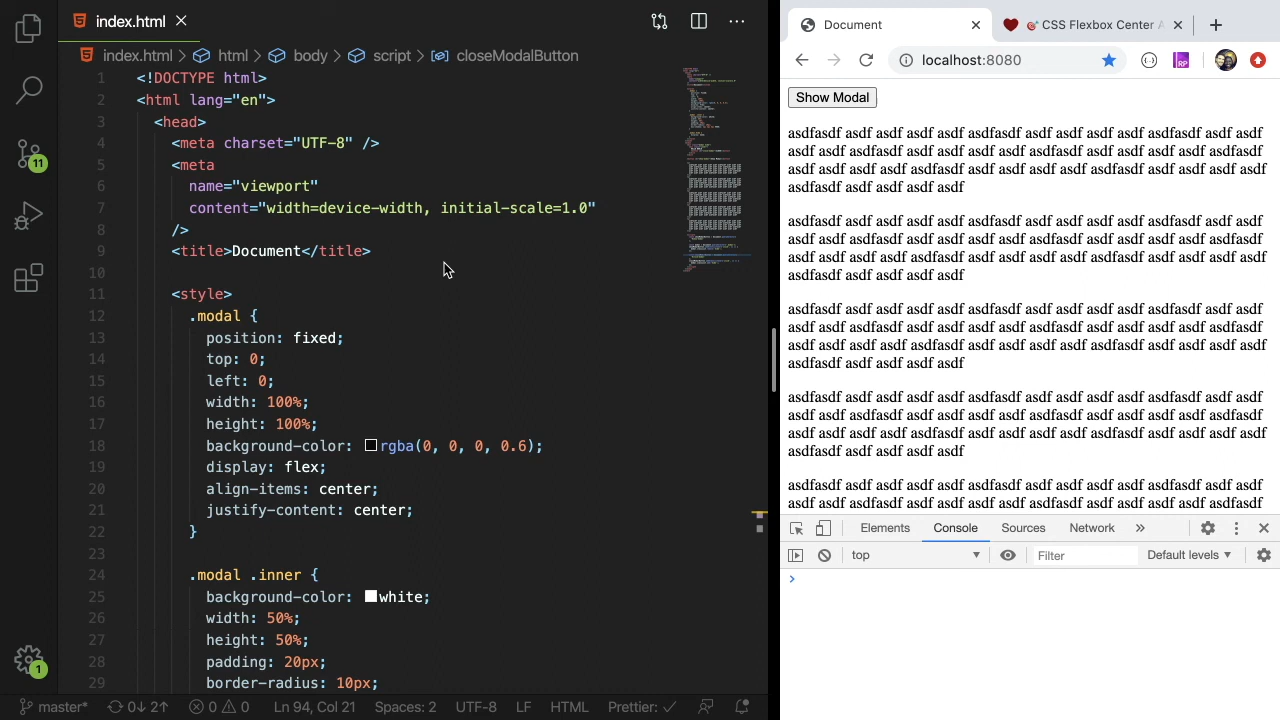 index.html
index.html > html > body > script > closeModalButton
1 <!DOCTYPE html>
2 <html lang="en">
3 <head>
4 <meta charset="UTF-8" />
5 <meta
6 name="viewport"
7 content="width=device-width, initial-scale=1.0"
8 />
9 <title>Document</title>
10
11 <style>
12 .modal {
13 position: fixed;
14 top: 0;
15 left: 0;
16 width: 100%;
17 height: 100%;
18 background-color: rgba(0, 0, 0, 0.6);
19 display: flex;
20 align-items: center;
21 justify-content: center;
22 }
23
24 .modal .inner {
25 background-color: white;
26 width: 50%;
27 height: 50%;
28 padding: 20px;
29 border-radius: 10px;
11
1
master* 0↓ 2↑ 0 0 Ln 94, Col 21 Spaces: 2 UTF-8 LF HTML Prettier: ✓
Document CSS Flexbox Center A
localhost:8080 RP
Show Modal
asdfasdf asdf asdf asdf asdf asdfasdf asdf asdf asdf asdf asdfasdf asdf asdf
asdf asdf asdfasdf asdf asdf asdf asdf asdfasdf asdf asdf asdf asdf asdfasdf
asdf asdf asdf asdf asdfasdf asdf asdf asdf asdf asdfasdf asdf asdf asdf asdf
asdfasdf asdf asdf asdf asdf
asdfasdf asdf asdf asdf asdf asdfasdf asdf asdf asdf asdf asdfasdf asdf asdf
asdf asdf asdfasdf asdf asdf asdf asdf asdfasdf asdf asdf asdf asdf asdfasdf
asdf asdf asdf asdf asdfasdf asdf asdf asdf asdf asdfasdf asdf asdf asdf asdf
asdfasdf asdf asdf asdf asdf
asdfasdf asdf asdf asdf asdf asdfasdf asdf asdf asdf asdf asdfasdf asdf asdf
asdf asdf asdfasdf asdf asdf asdf asdf asdfasdf asdf asdf asdf asdf asdfasdf
asdf asdf asdf asdf asdfasdf asdf asdf asdf asdf asdfasdf asdf asdf asdf asdf
asdfasdf asdf asdf asdf asdf
asdfasdf asdf asdf asdf asdf asdfasdf asdf asdf asdf asdf asdfasdf asdf asdf
asdf asdf asdfasdf asdf asdf asdf asdf asdfasdf asdf asdf asdf asdf asdfasdf
asdf asdf asdf asdf asdfasdf asdf asdf asdf asdf asdfasdf asdf asdf asdf asdf
asdfasdf asdf asdf asdf asdf
asdfasdf asdf asdf asdf asdf asdfasdf asdf asdf asdf asdf asdfasdf asdf asdf
asdf asdf asdfasdf asdf asdf asdf asdf asdfasdf asdf asdf asdf asdf asdfasdf
Elements Console Sources Network »
top Filter Default levels